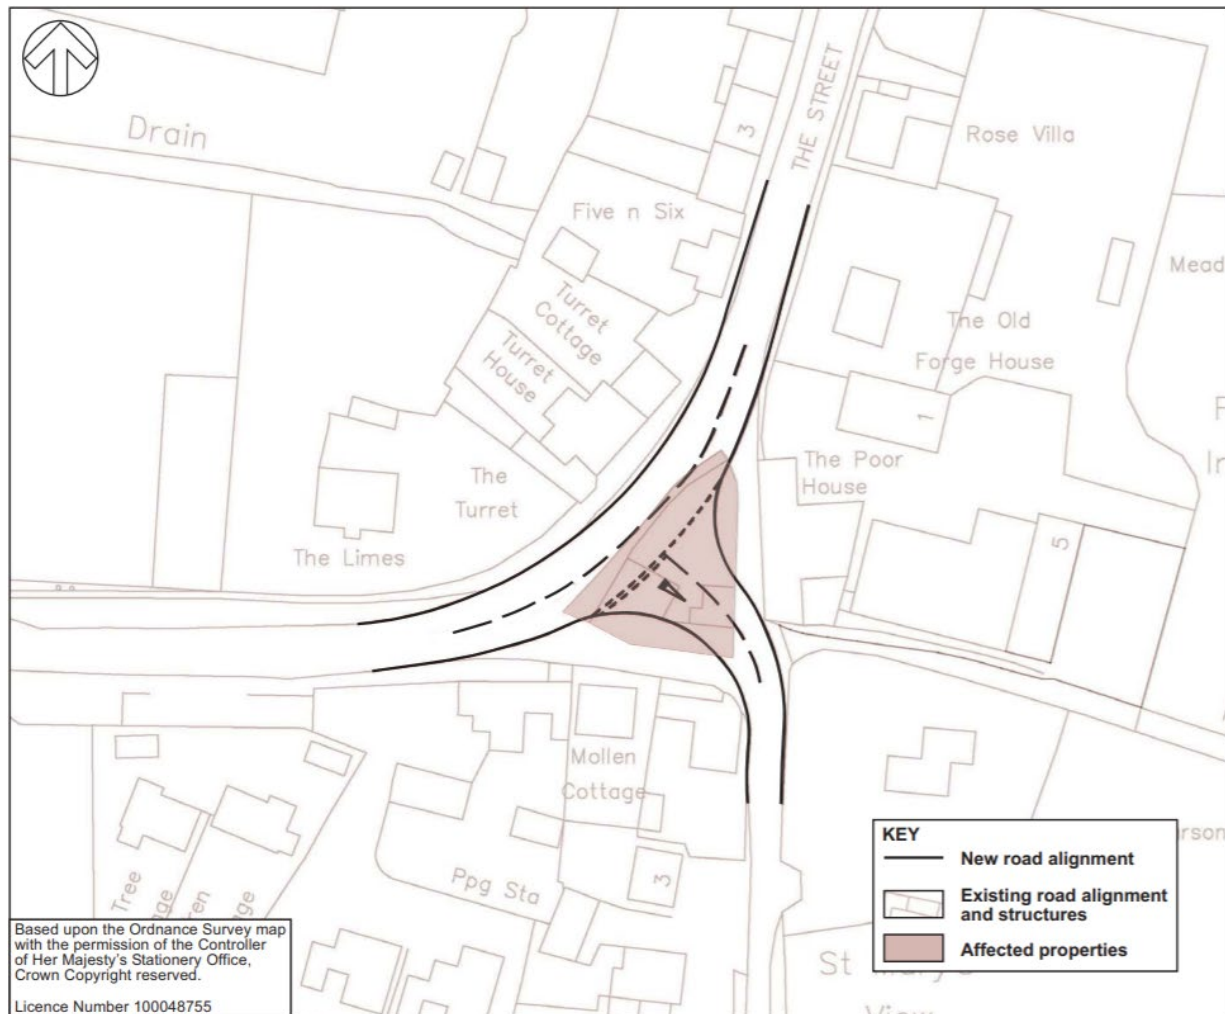 Drain
3
THE STREET
Rose Villa
Five n Six
Mead
Turret
Cottage
The Old
Forge House
Turret
House
1
The
Turret
The Poor
House
5
The Limes
Mollen
Cottage
Ppg Sta
3
Tree
St Mary's
View
KEY
New road alignment
Existing road alignment
and structures
Affected properties
Based upon the Ordnance Survey map
with the permission of the Controller
of Her Majesty's Stationery Office,
Crown Copyright reserved.
Licence Number 100048755